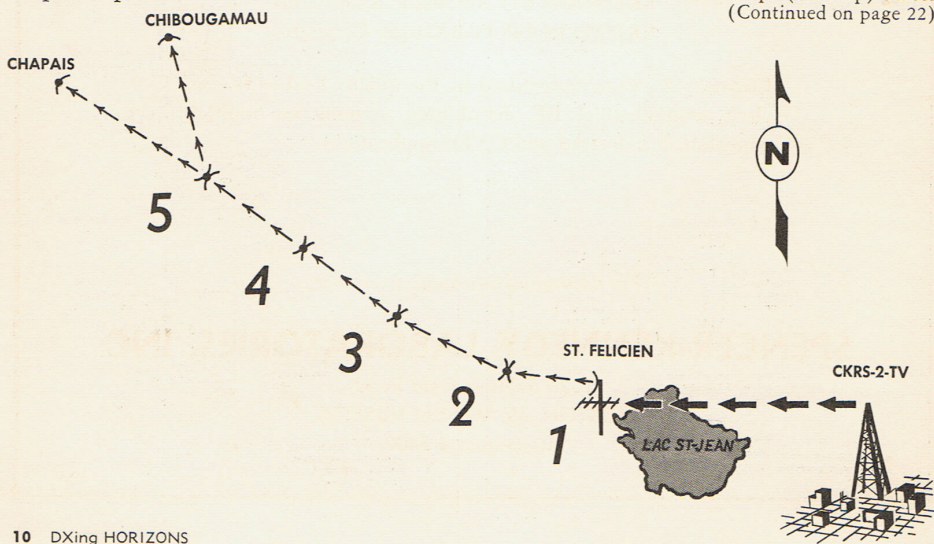 (Continued on page 22)
CHIBOUGAMAU
CHAPAIS
N
5
4
3
2
1
ST. FELICIEN
CKRS-2-TV
LAC ST-JEAN
10 DXing HORIZONS